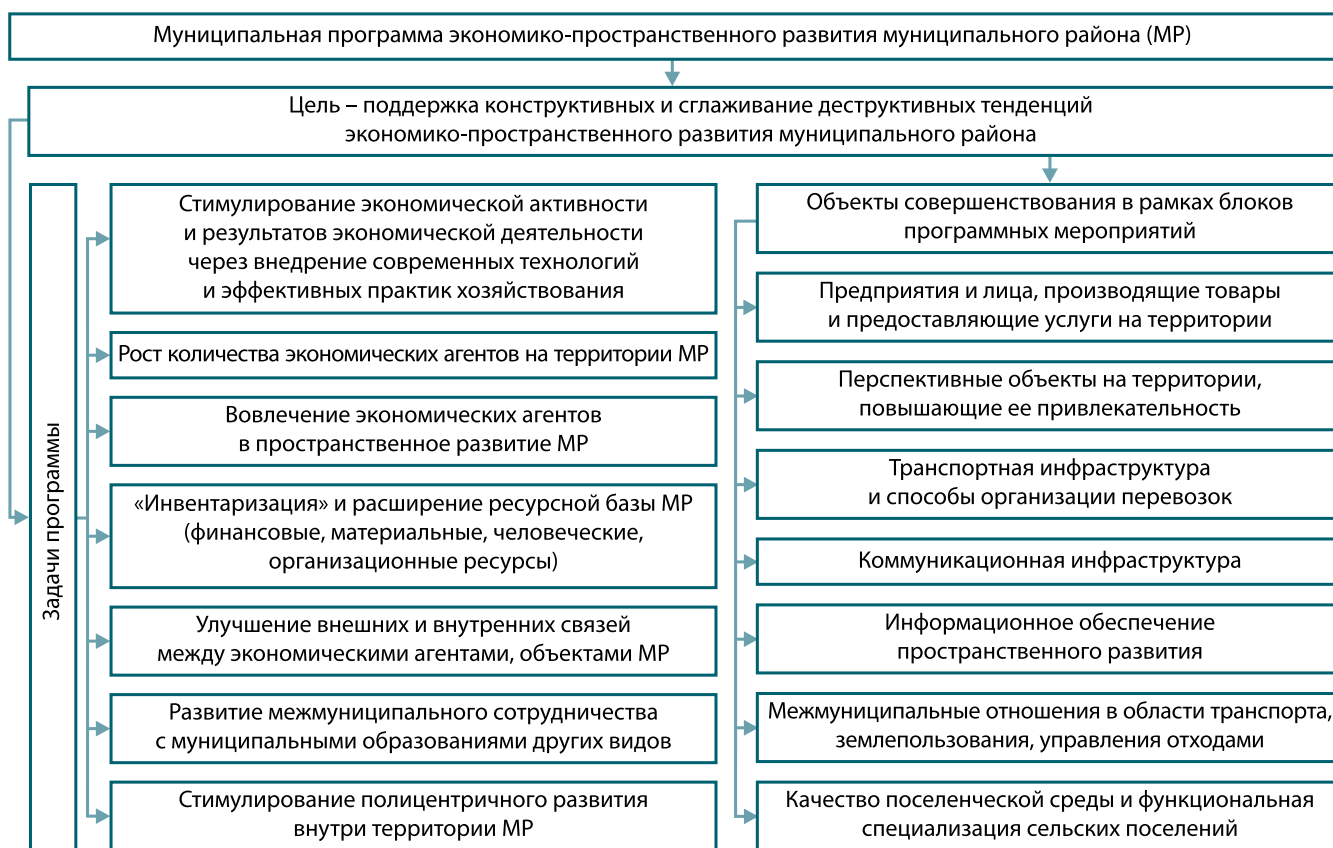 Муниципальная программа экономико-пространственного развития муниципального района (МР)
Цель – поддержка конструктивных и сглаживание деструктивных тенденций
экономико-пространственного развития муниципального района
Задачи программы
Стимулирование экономической активности
и результатов экономической деятельности
через внедрение современных технологий
и эффективных практик хозяйствования
Рост количества экономических агентов на территории МР
Вовлечение экономических агентов
в пространственное развитие МР
«Инвентаризация» и расширение ресурсной базы МР
(финансовые, материальные, человеческие,
организационные ресурсы)
Улучшение внешних и внутренних связей
между экономическими агентами, объектами МР
Развитие межмуниципального сотрудничества
с муниципальными образованиями других видов
Стимулирование полицентричного развития
внутри территории МР
Объекты совершенствования в рамках блоков
программных мероприятий
Предприятия и лица, производящие товары
и предоставляющие услуги на территории
Перспективные объекты на территории,
повышающие ее привлекательность
Транспортная инфраструктура
и способы организации перевозок
Коммуникационная инфраструктура
Информационное обеспечение
пространственного развития
Межмуниципальные отношения в области транспорта,
землепользования, управления отходами
Качество поселенческой среды и функциональная
специализация сельских поселений